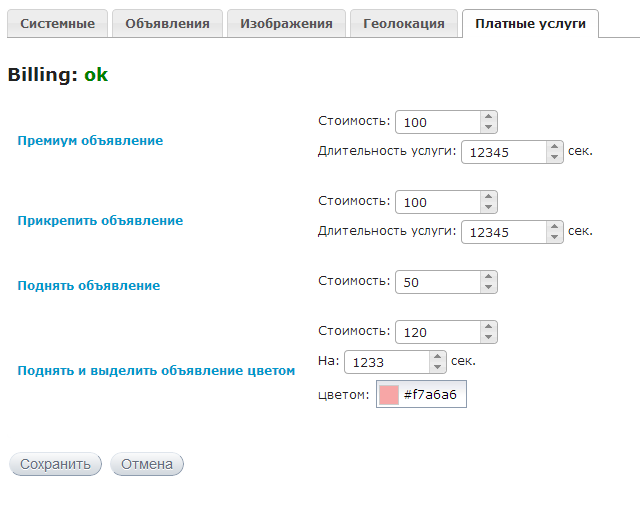 Системные Объявления Изображения Геолокация Платные услуги
Billing: ok
Премиум объявление
Стоимость: 100
Длительность услуги: 12345 сек.
Прикрепить объявление
Стоимость: 100
Длительность услуги: 12345 сек.
Поднять объявление
Стоимость: 50
Поднять и выделить объявление цветом
Стоимость: 120
На: 1233 сек.
цветом: #f7a6a6
Сохранить Отмена